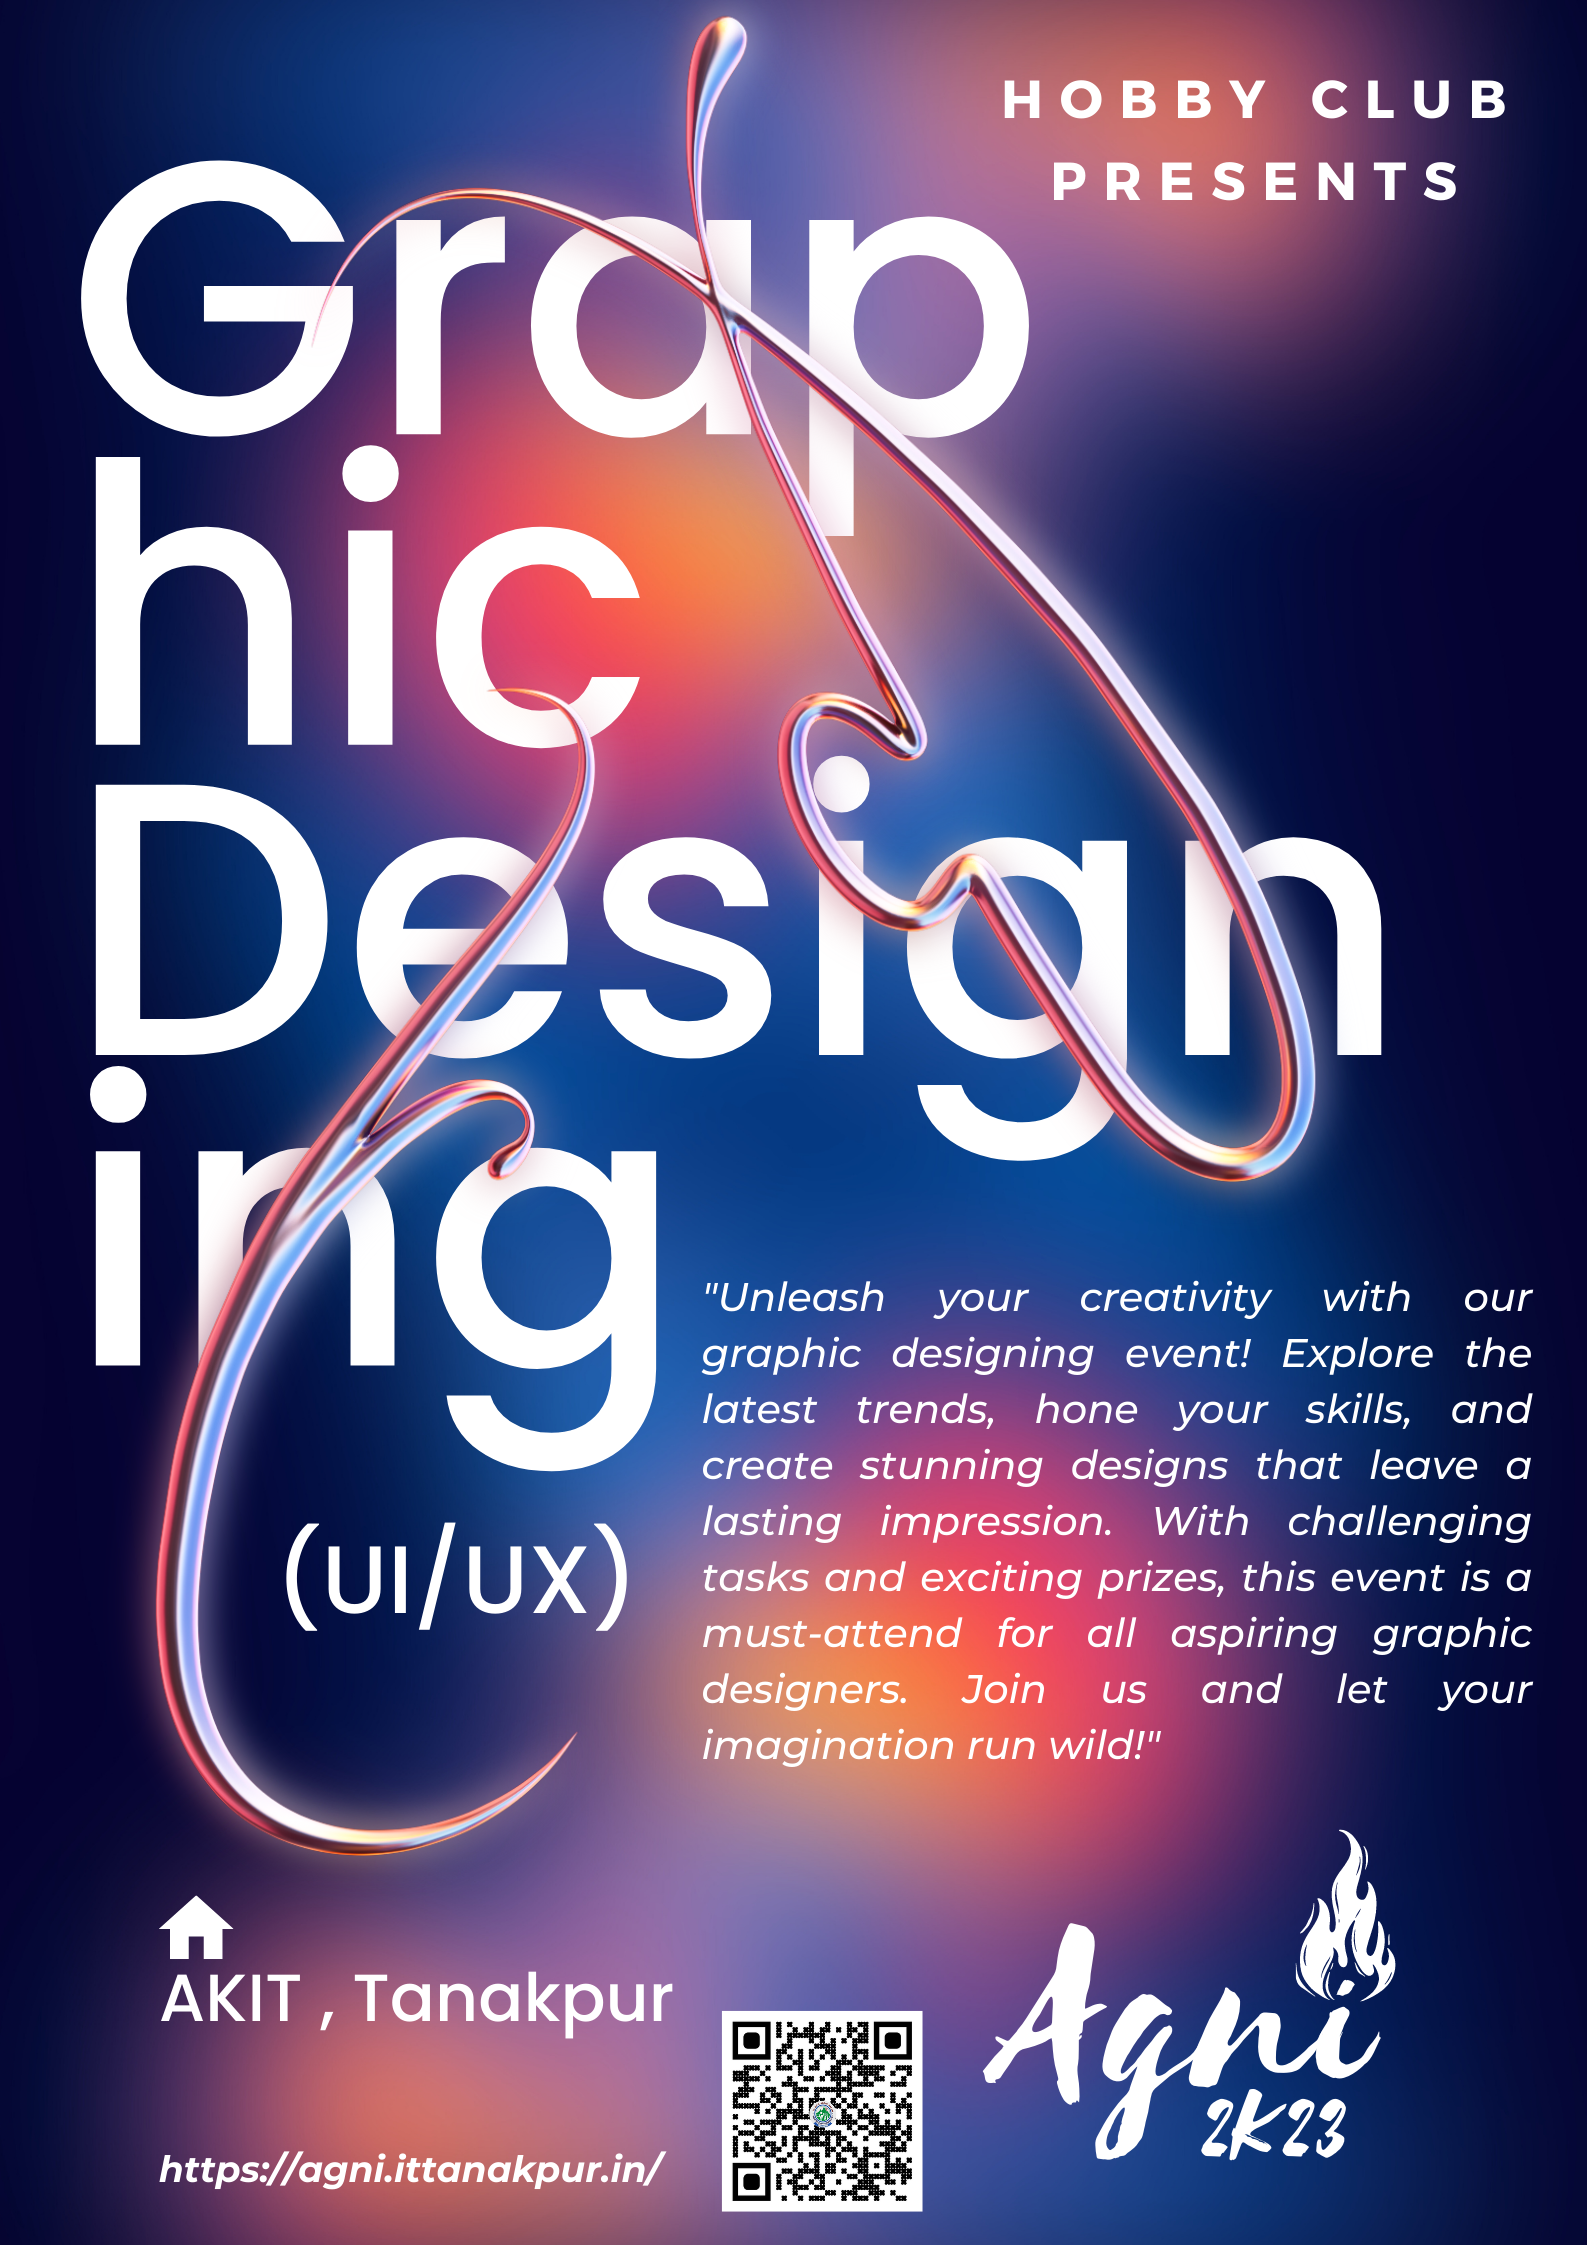 HOBBY CLUB
PRESENTS
Grap
hic
Design
ing
(UI/UX)
"Unleash your creativity with our
graphic designing event! Explore the
latest trends, hone your skills, and
create stunning designs that leave a
lasting impression. With challenging
tasks and exciting prizes, this event is a
must-attend for all aspiring graphic
designers. Join us and let your
imagination run wild!"
AKIT , Tanakpur
https://agni.ittanakpur.in/
Agni
2K23